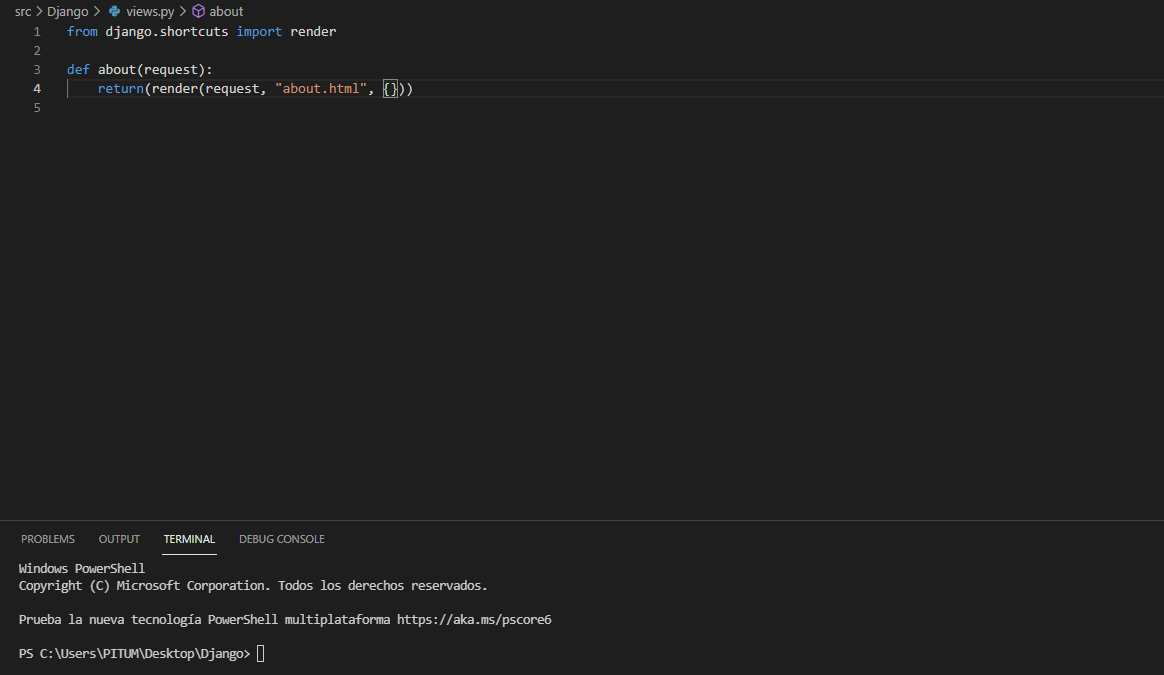 src > Django > views.py > about
1 from django.shortcuts import render
2
3 def about(request):
4     return(render(request, "about.html", {}))
5
PROBLEMS OUTPUT TERMINAL DEBUG CONSOLE
Windows PowerShell
Copyright (C) Microsoft Corporation. Todos los derechos reservados.
Prueba la nueva tecnología PowerShell multiplataforma https://aka.ms/pscore6
PS C:\Users\PITUM\Desktop\Django>